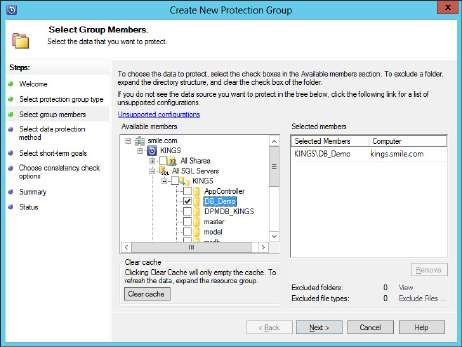 Create New Protection Group
Select Group Members.
Select the data that you want to protect.
Steps:
Welcome
Select protection group type
Select group members
Select data protection
method
Select short-term goals
Choose consistency check
options
Summary
Status
To choose the data to protect, select the check boxes in the Available members section. To exclude a folder,
expand the directory structure, and clear the check box of the folder.
If you do not see the data source you want to protect in the tree below, click the following link for a list of
unsupported configurations.
Unsupported configurations
Available members
smile.com
KINGS
All Shares
All SQL Servers
KINGS
AppController
DB_Demo
DPMDB_KINGS
master
model
Clear cache
Clicking Clear Cache will only empty the cache. To
refresh the data, expand the resource group.
Clear cache
Selected members
Selected Members Computer
KINGS\DB_Demo kings.smile.com
Remove
Excluded folders: 0 View
Excluded file types: 0 Exclude Files ...
< Back
Next >
Cancel
Help